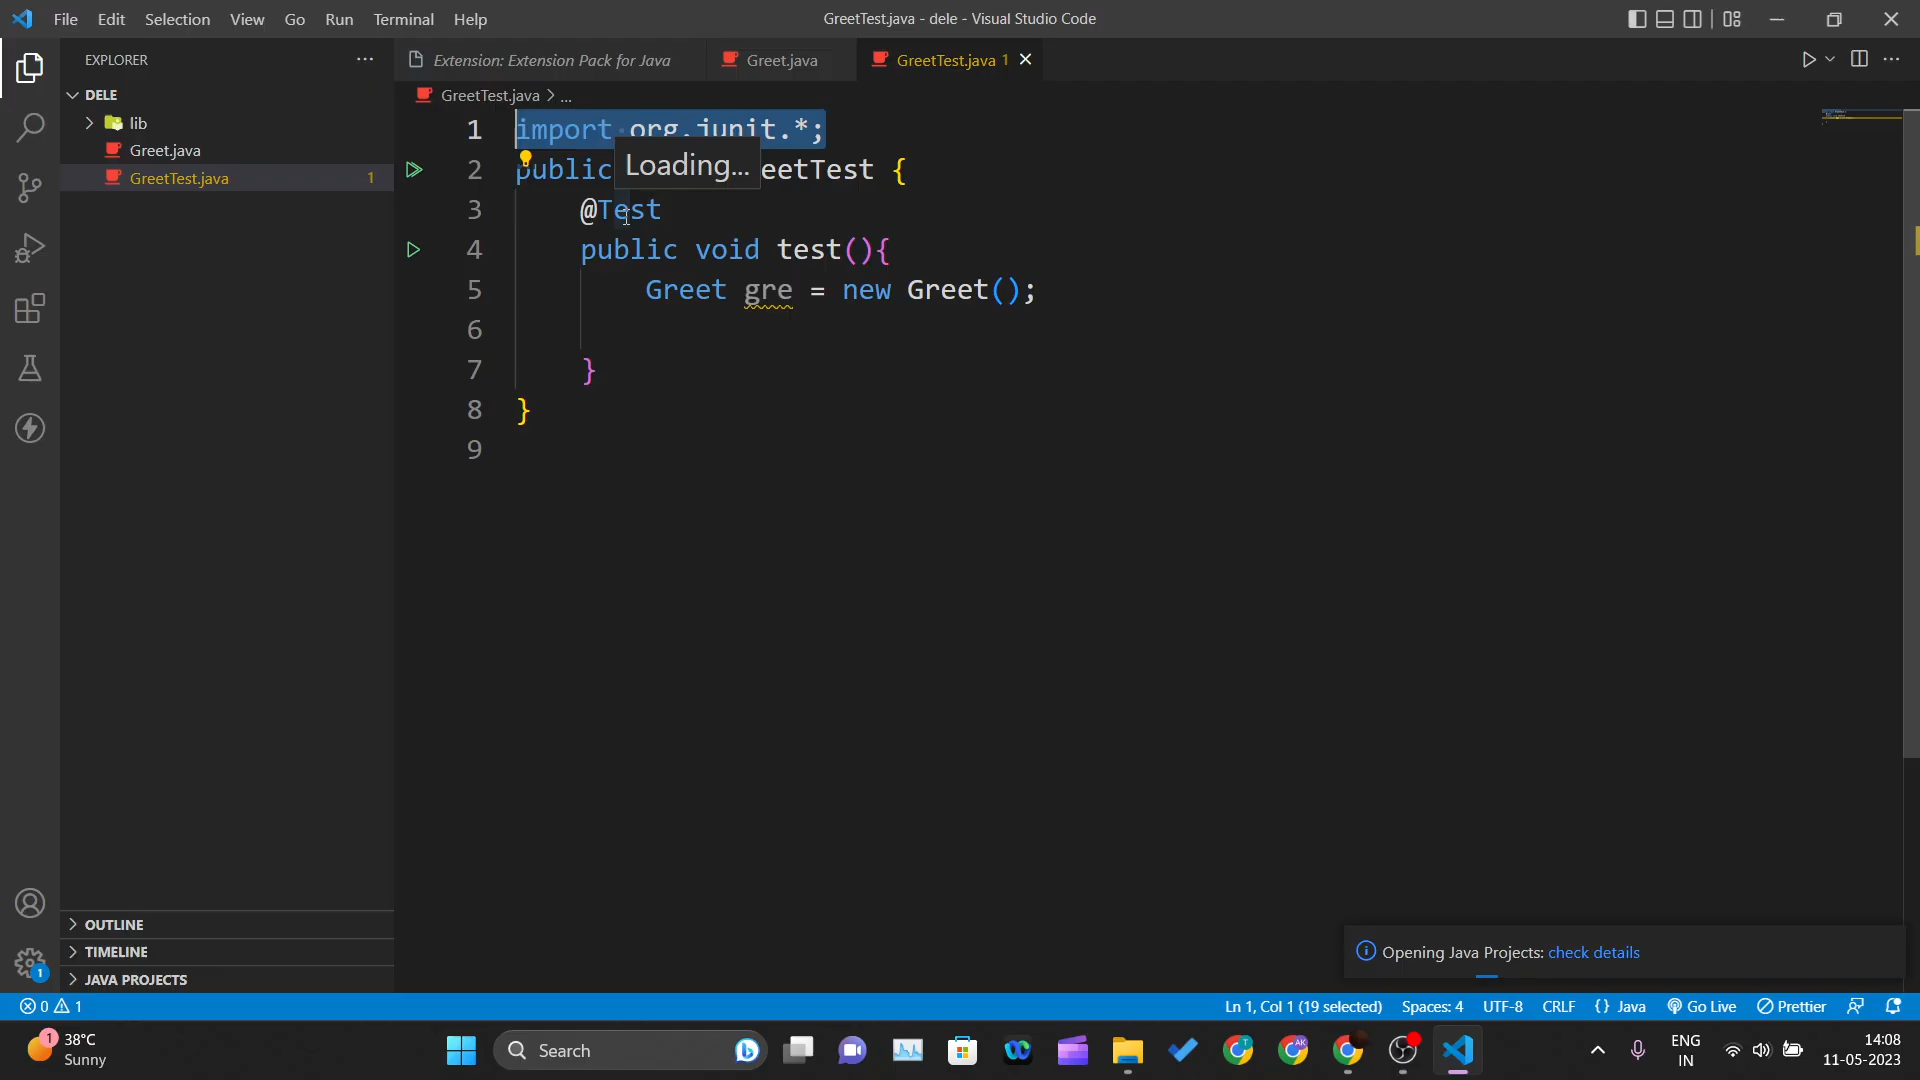 File Edit Selection View Go Run Terminal Help
GreetTest.java - dele - Visual Studio Code
EXPLORER
DELE
lib
Greet.java
GreetTest.java 1
OUTLINE
TIMELINE
JAVA PROJECTS
Extension: Extension Pack for Java
Greet.java
GreetTest.java 1
GreetTest.java > ...
1 import org.junit.*;
Loading...
2 public eetTest {
3 @Test
4 public void test(){
5 Greet gre = new Greet();
6
7 }
8 }
9
Opening Java Projects: check details
1
0 1
Ln 1, Col 1 (19 selected) Spaces: 4 UTF-8 CRLF {} Java Go Live Prettier
1
38°C
Sunny
Search
T
AK
ENG
IN
14:08
11-05-2023